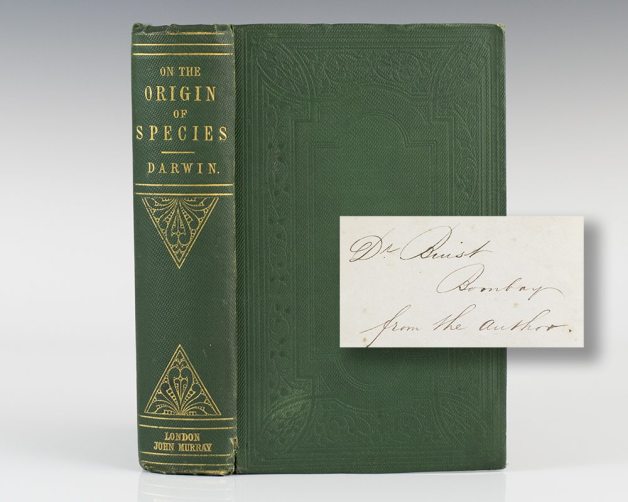 ON THE
ORIGIN
OF
SPECIES
DARWIN.
LONDON
JOHN MURRAY
Dr Buist
Bombay
from the author.